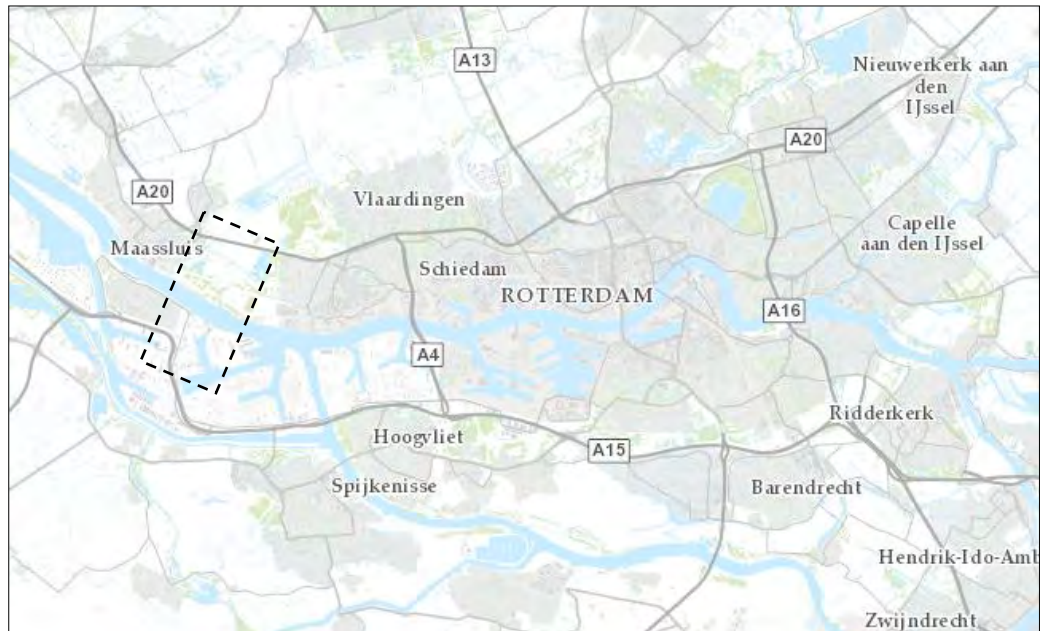 A13
Nieuwerkerk aan
den
IJssel
A20
A20
Vlaardingen
Capelle
aan den IJssel
Maassluis
Schiedam
ROTTERDAM
A16
A4
Ridderkerk
Hoogvliet
A15
Spijkenisse
Barendrecht
Hendrik-Ido-Amb
Zwijndrecht